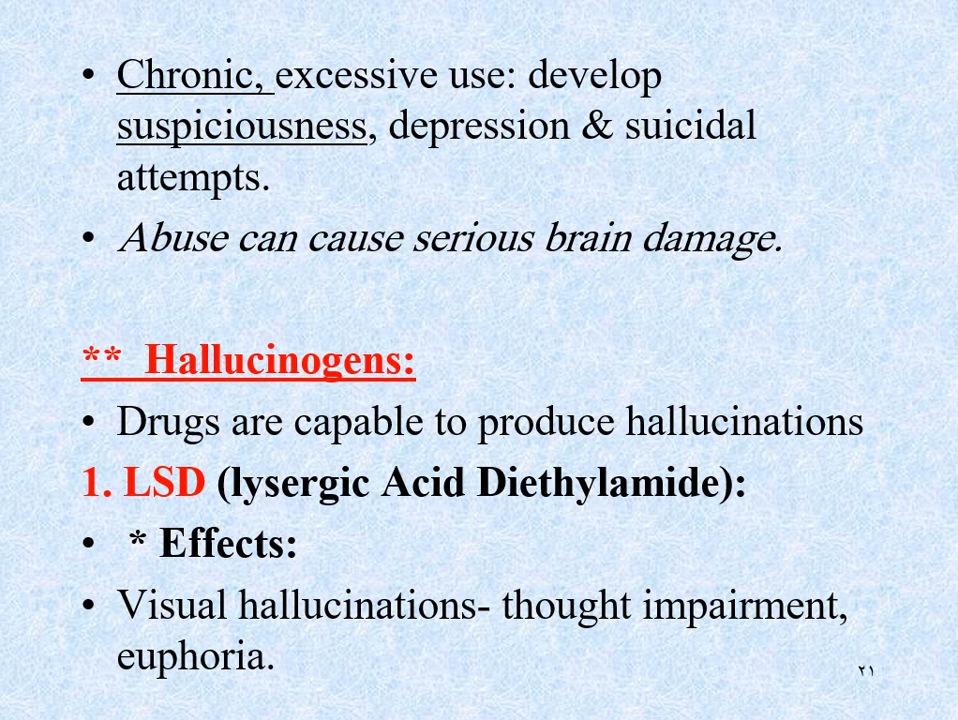 • Chronic, excessive use: develop
suspiciousness, depression & suicidal
attempts.
• Abuse can cause serious brain damage.
** Hallucinogens:
• Drugs are capable to produce hallucinations
1. LSD (lysergic Acid Diethylamide):
• * Effects:
• Visual hallucinations- thought impairment,
euphoria.
٢١